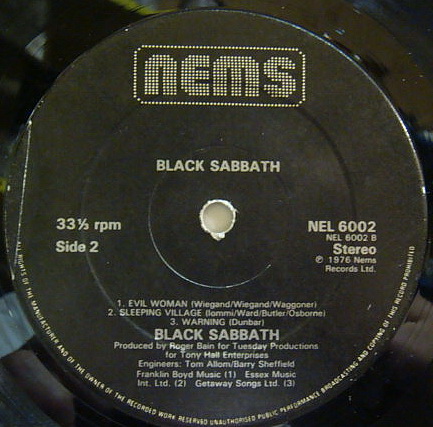 nems
BLACK SABBATH
33⅓ rpm
Side 2
NEL 6002
NEL 6002 B
Stereo
℗ 1976 Nems
Records Ltd.
1. EVIL WOMAN (Wiegand/Wiegand/Waggoner)
2. SLEEPING VILLAGE (Iommi/Ward/Butler/Osborne)
3. WARNING (Dunbar)
BLACK SABBATH
Produced by Roger Bain for Tuesday Productions
for Tony Hall Enterprises
Engineers: Tom Allom/Barry Sheffield
Franklin Boyd Music (1) Essex Music
Int. Ltd. (2) Getaway Songs Ltd. (3)
ALL RIGHTS OF THE MANUFACTURER AND OF THE OWNER OF THE RECORDED WORK RESERVED UNAUTHORISED PUBLIC PERFORMANCE BROADCASTING AND COPYING OF THIS RECORD PROHIBITED